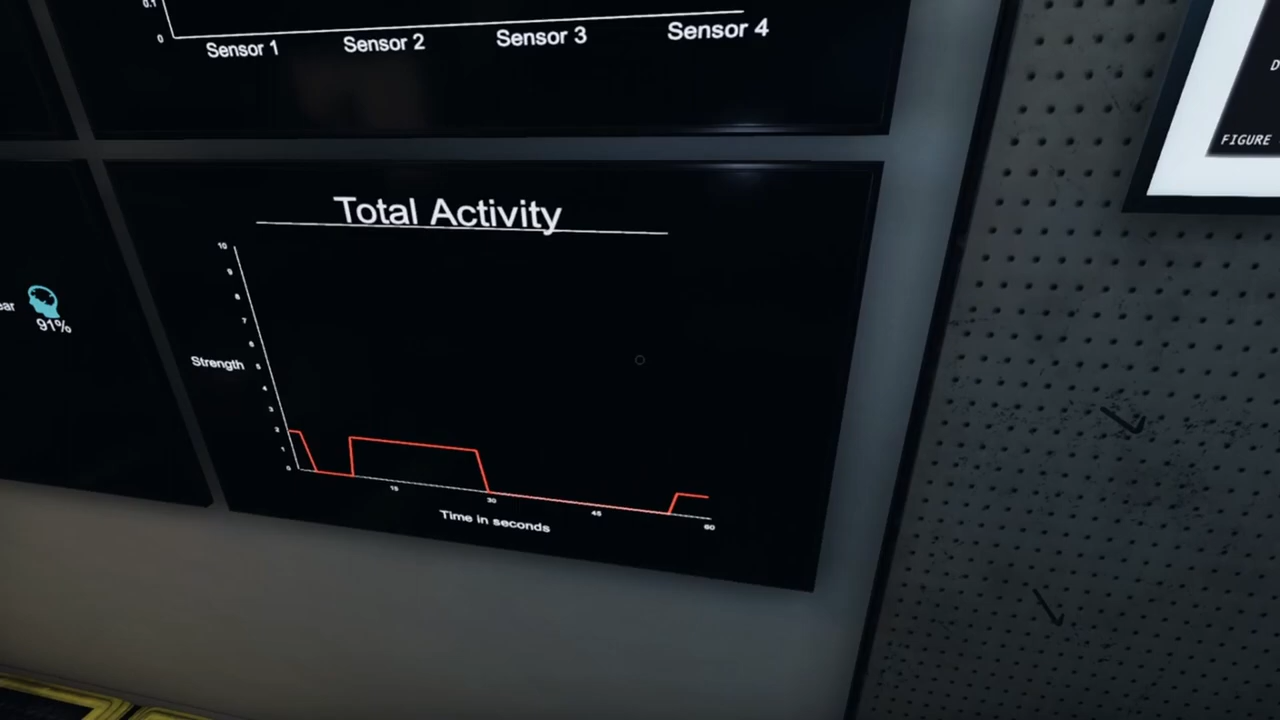 0.1
0
Sensor 1 Sensor 2 Sensor 3 Sensor 4
FIGURE
Total Activity
10
9
8
7
6
Strength
5
4
3
2
1
0
15 30 45 60
Time in seconds
91%